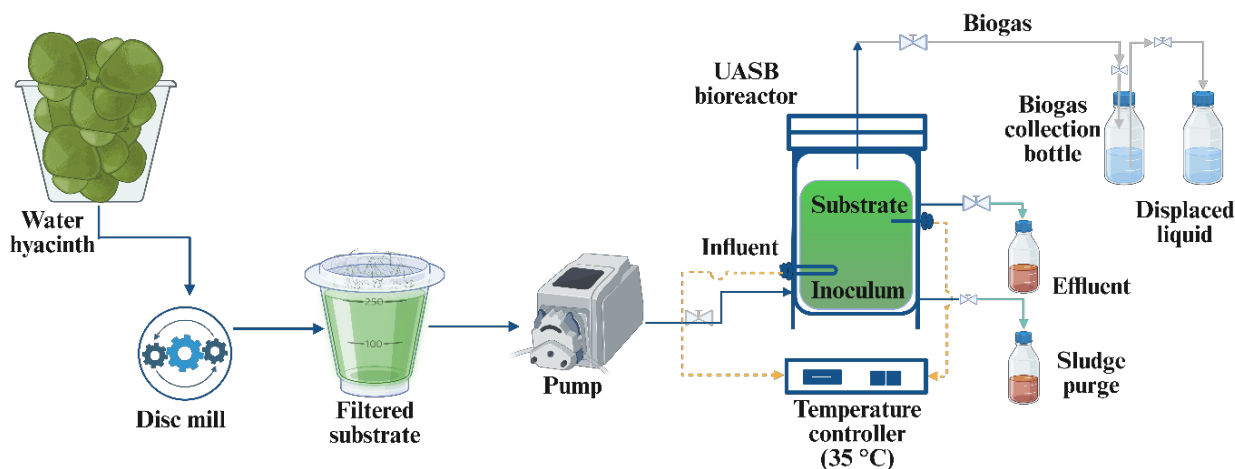 Water
hyacinth
Disc mill
250
100
Filtered
substrate
Pump
Influent
UASB
bioreactor
Substrate
Inoculum
Temperature
controller
(35 °C)
Biogas
Biogas
collection
bottle
Displaced
liquid
Effluent
Sludge
purge